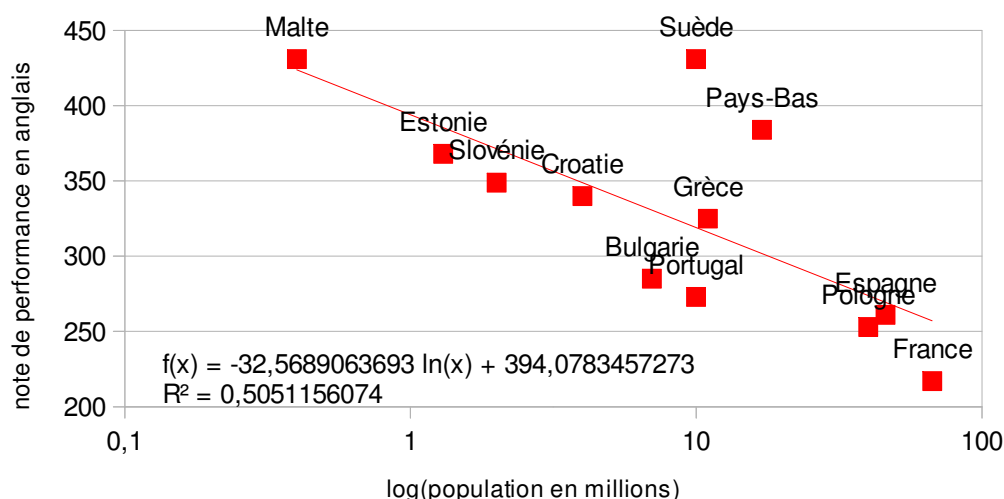 Malte
Suède
450
Pays-Bas
400
Estonie
Slovénie
Croatie
350
Grèce
300
Bulgarie
Portugal
Espagne
Pologne
250
France
f(x) = -32,5689063693 ln(x) + 394,0783457273
R² = 0,5051156074
200
0,1
1
10
100
note de performance en anglais
log(population en millions)